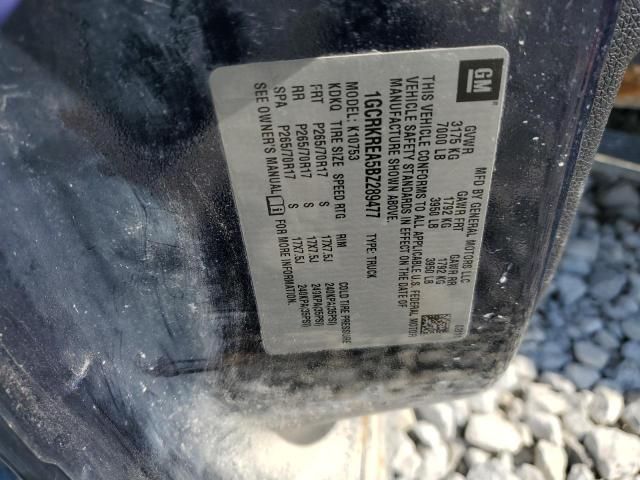 GM
MFD BY GENERAL MOTORS LLC
GVWR GAWR FRT GAWR RR
3175 KG 1792 KG 1792 KG
7000 LB 3950 LB 3950 LB
THIS VEHICLE CONFORMS TO ALL APPLICABLE U.S. FEDERAL MOTOR
VEHICLE SAFETY STANDARDS IN EFFECT ON THE DATE OF
MANUFACTURE SHOWN ABOVE.
1GCRKREA5BZ289477 TYPE: TRUCK
MODEL: K10753
KDKQ TIRE SIZE SPEED RTG RIM COLD TIRE PRESSURE
FRT P265/70R17 S 17X7.5J 240KPA(35PSI)
RR P265/70R17 S 17X7.5J 240KPA(35PSI)
SPA P265/70R17 S 17X7.5J 240KPA(35PSI)
SEE OWNER'S MANUAL FOR MORE INFORMATION.